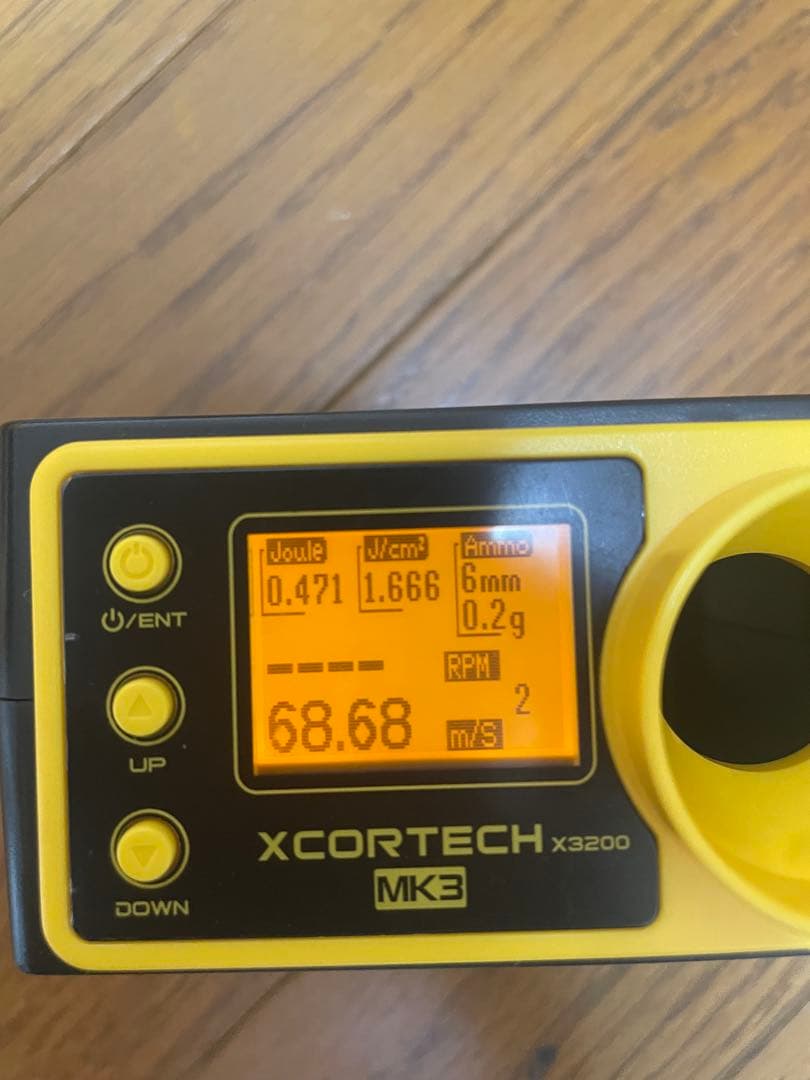 Joule J/cm² Ammo
0.471 1.666 6mm
0.2g
---- RPM
2
68.68 m/S
⏻/ENT
UP
DOWN
XCORTECH X3200
MK3